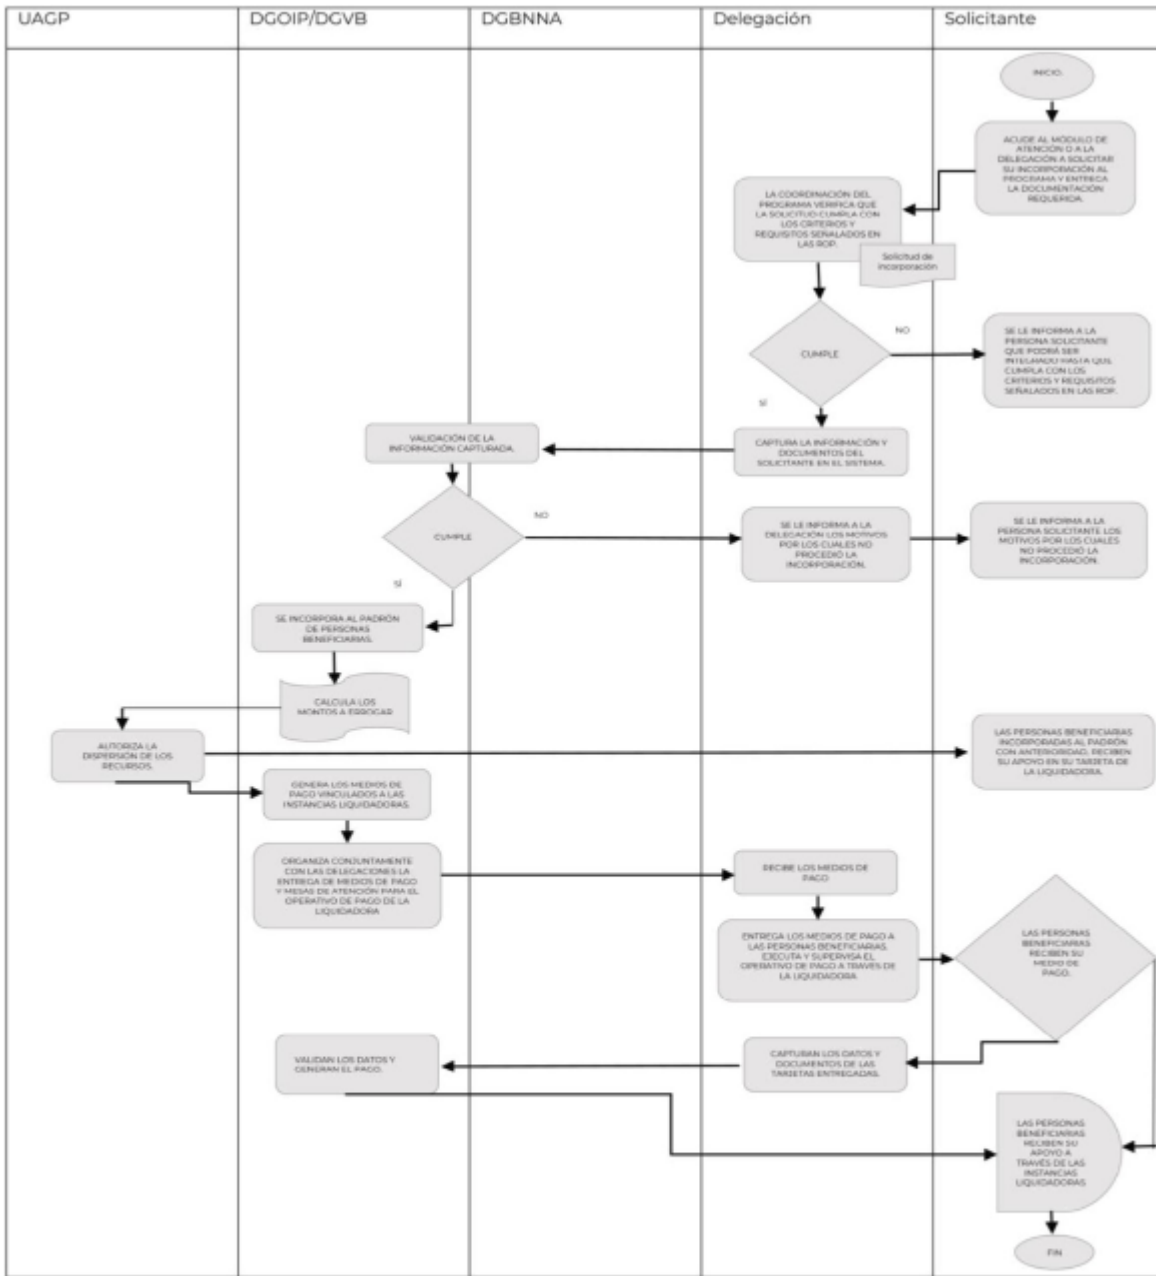 UAGP
DGOIP/DGVB
DGBNNA
Delegación
Solicitante
INICIO.
ACUDE AL MÓDULO DE
ATENCIÓN O A LA
DELEGACIÓN A SOLICITAR
SU INCORPORACIÓN AL
PROGRAMA Y ENTREGA
LA DOCUMENTACIÓN
REQUERIDA.
LA COORDINACIÓN DEL
PROGRAMA VERIFICA QUE
LA SOLICITUD CUMPLA CON
LOS CRITERIOS Y
REQUISITOS SEÑALADOS EN
LAS ROP.
Solicitud de
incorporación
CUMPLE
NO
SE LE INFORMA A LA
PERSONA SOLICITANTE
QUE PODRÁ SER
INTEGRADO HASTA QUE
CUMPLA CON LOS
CRITERIOS Y REQUISITOS
SEÑALADOS EN LAS ROP.
SÍ
CAPTURA LA INFORMACIÓN Y
DOCUMENTOS DEL
SOLICITANTE EN EL SISTEMA.
VALIDACIÓN DE LA
INFORMACIÓN CAPTURADA.
CUMPLE
NO
SE LE INFORMA A LA
DELEGACIÓN LOS MOTIVOS
POR LOS CUALES NO
PROCEDIÓ LA
INCORPORACIÓN.
SE LE INFORMA A LA
PERSONA SOLICITANTE LOS
MOTIVOS POR LOS CUALES
NO PROCEDIÓ LA
INCORPORACIÓN.
SÍ
SE INCORPORA AL PADRÓN
DE PERSONAS
BENEFICIARIAS.
CALCULA LOS
MONTOS A ERROGAR
AUTORIZA LA
DISPERSIÓN DE LOS
RECURSOS.
LAS PERSONAS BENEFICIARIAS
INCORPORADAS AL PADRÓN
CON ANTERIORIDAD, RECIBEN
SU APOYO EN SU TARJETA DE
LA LIQUIDADORA.
GENERA LOS MEDIOS DE
PAGO VINCULADOS A LAS
INSTANCIAS LIQUIDADORAS.
ORGANIZA CONJUNTAMENTE
CON LAS DELEGACIONES LA
ENTREGA DE MEDIOS DE PAGO
Y MESAS DE ATENCIÓN PARA EL
OPERATIVO DE PAGO DE LA
LIQUIDADORA
RECIBE LOS MEDIOS DE
PAGO
ENTREGA LOS MEDIOS DE PAGO A
LAS PERSONAS BENEFICIARIAS,
EJECUTA Y SUPERVISA EL
OPERATIVO DE PAGO A TRAVÉS DE
LA LIQUIDADORA
LAS PERSONAS
BENEFICIARIAS
RECIBEN SU
MEDIO DE
PAGO.
CAPTURAN LOS DATOS Y
DOCUMENTOS DE LAS
TARJETAS ENTREGADAS.
VALIDAN LOS DATOS Y
GENERAN EL PAGO.
LAS PERSONAS
BENEFICIARIAS
RECIBEN SU
APOYO A
TRAVÉS DE LAS
INSTANCIAS
LIQUIDADORAS
FIN